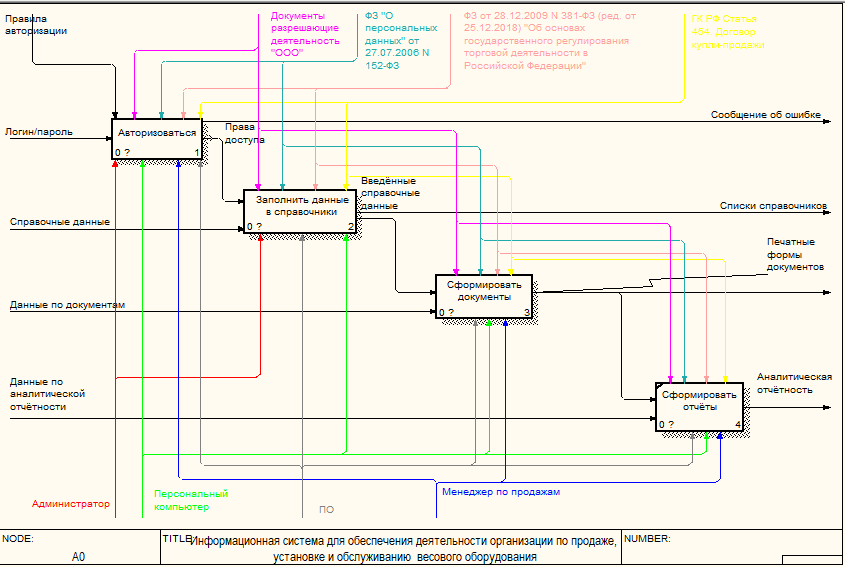 Правила
авторизации
Документы
разрешающие
деятельность
"ООО"
ФЗ "О
персональных
данных" от
27.07.2006 N
152-ФЗ
ФЗ от 28.12.2009 N 381-ФЗ (ред. от
25.12.2018) "Об основах
государственного регулирования
торговой деятельности в
Российской Федерации"
ГК РФ Статья
454. Договор
купли-продажи
Сообщение об ошибке
Логин/пароль
Авторизоваться
0 ?
1
Права
доступа
Введённые
справочные
данные
Заполнить данные
в справочники
0 ?
2
Списки справочников
Справочные данные
Печатные
формы
документов
Сформировать
документы
0 ?
3
Данные по документам
Данные по
аналитической
отчётности
Аналитическая
отчётность
Сформировать
отчёты
0 ?
4
Администратор
Персональный
компьютер
ПО
Менеджер по продажам
NODE:
A0
TITLE
Информационная система для обеспечения деятельности организации по продаже,
установке и обслуживанию весового оборудования
NUMBER: